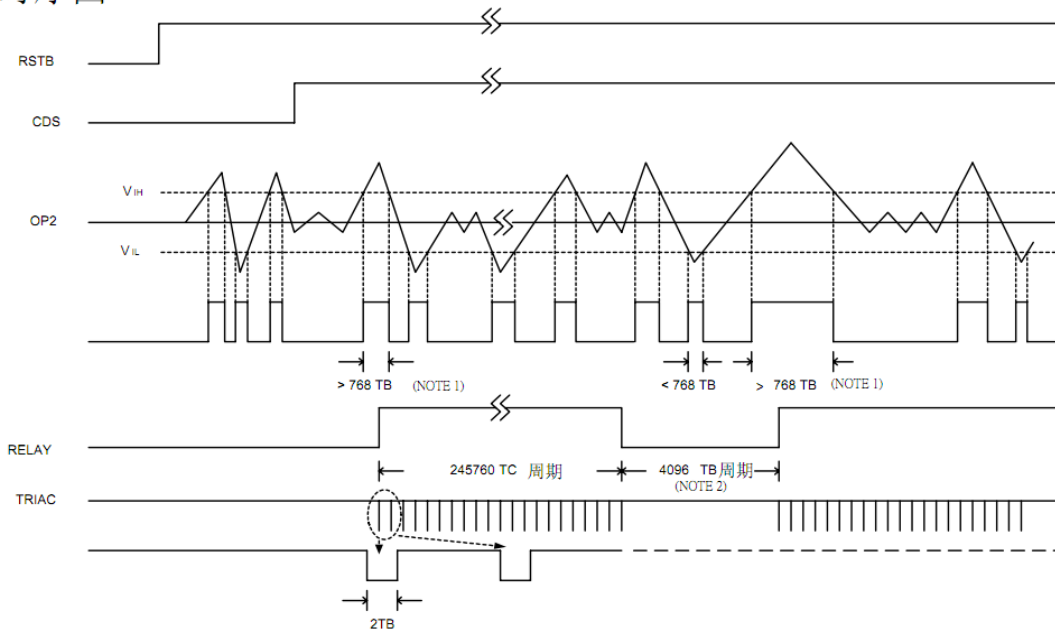 RSTB
CDS
VIH
OP2
VIL
> 768 TB (NOTE 1) < 768 TB > 768 TB (NOTE 1)
RELAY
245760 TC 周期 4096 TB周期
(NOTE 2)
TRIAC
2TB